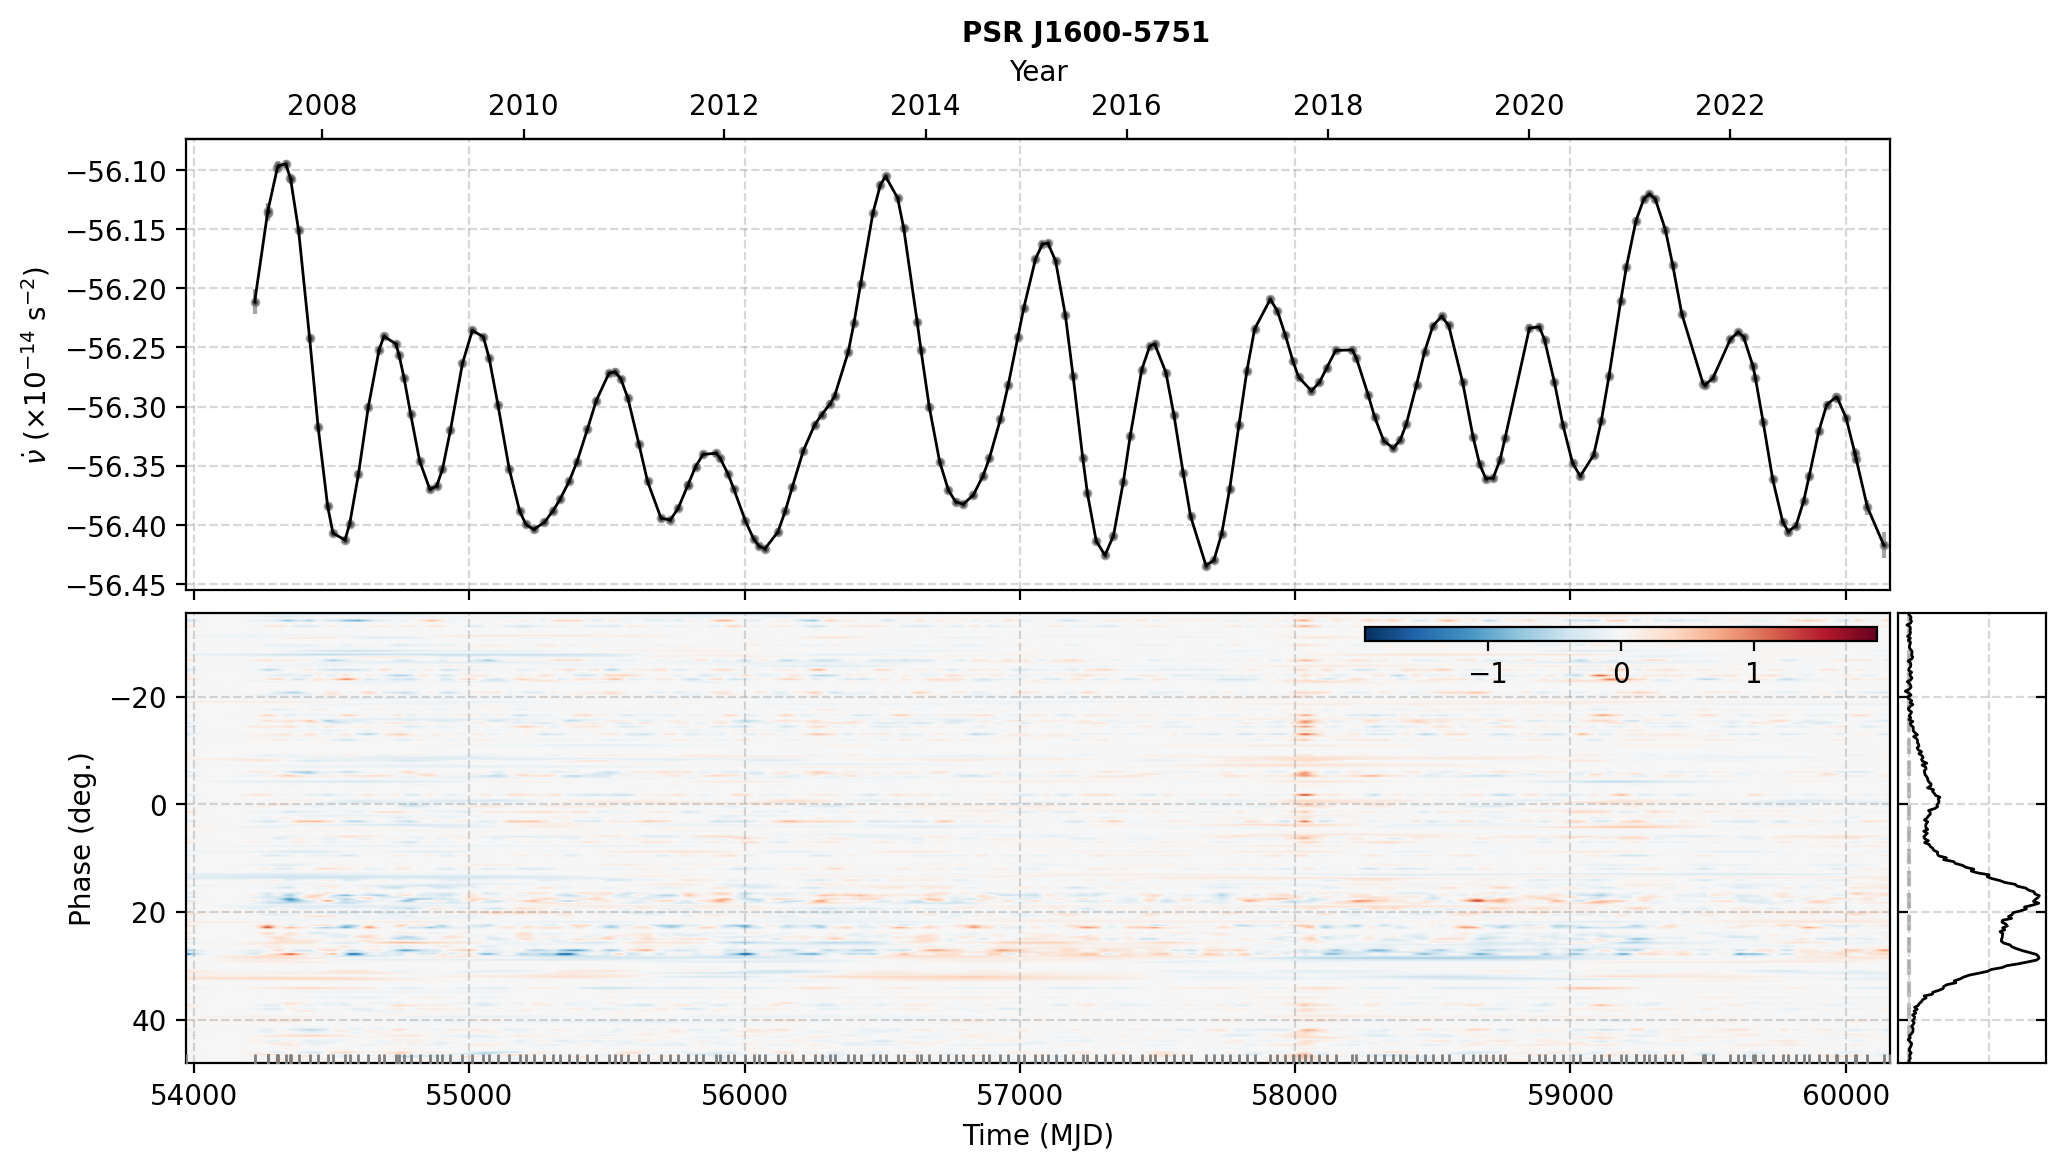 PSR J1600-5751
Year
2008 2010 2012 2014 2016 2018 2020 2022
−56.10
−56.15
−56.20
−56.25
−56.30
−56.35
−56.40
−56.45
ν̇ (×10⁻¹⁴ s⁻²)
−1 0 1
−20
0
20
40
Phase (deg.)
54000 55000 56000 57000 58000 59000 60000
Time (MJD)